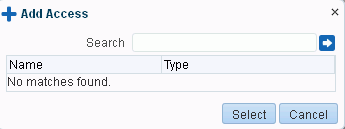 Add Access
Search
Name Type
No matches found.
Select Cancel